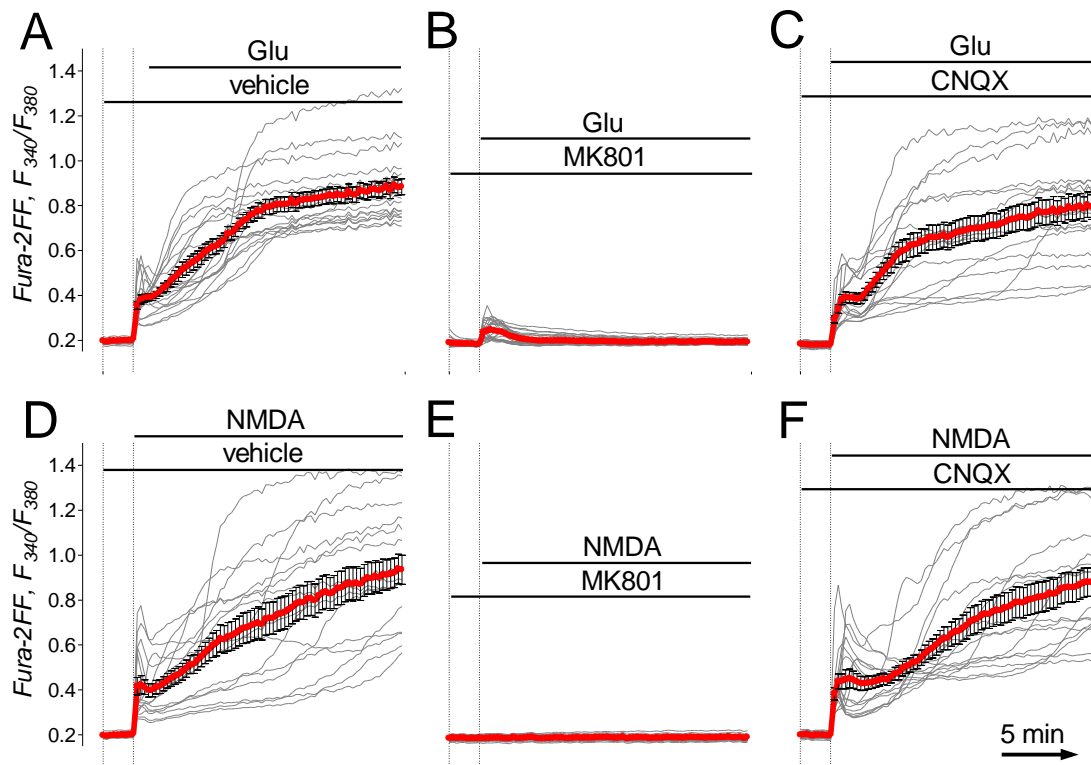 A
Glu
vehicle
Fura-2FF, F340/F380
1.4
1.2
1.0
0.8
0.6
0.4
0.2
B
Glu
MK801
C
Glu
CNQX
D
NMDA
vehicle
Fura-2FF, F340/F380
1.4
1.2
1.0
0.8
0.6
0.4
0.2
E
NMDA
MK801
F
NMDA
CNQX
5 min